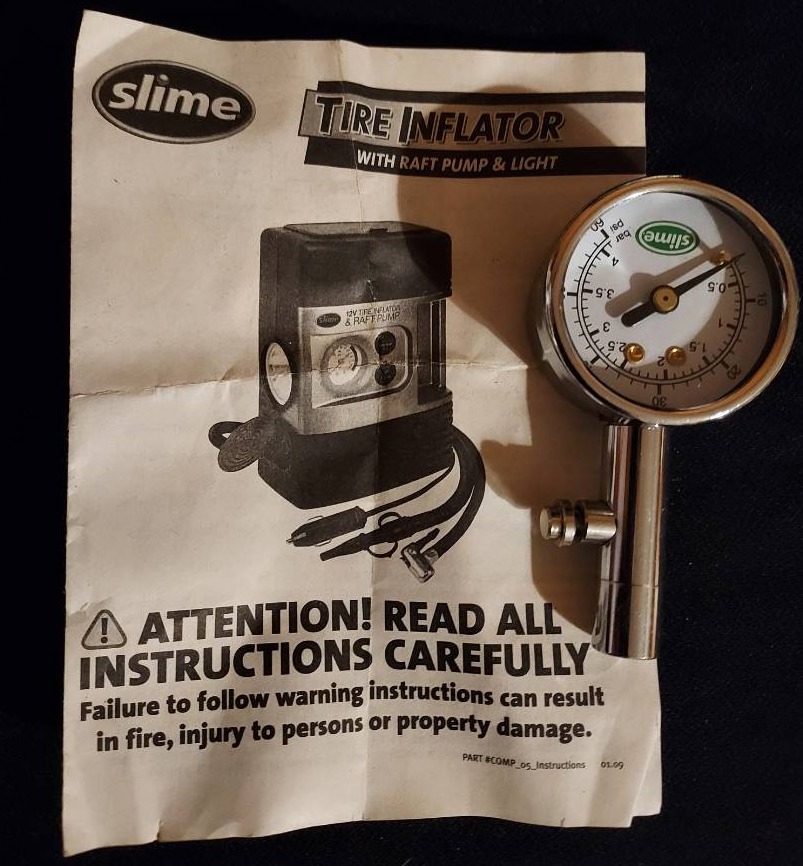 slime
TIRE INFLATOR
WITH RAFT PUMP & LIGHT
slime
12V TIRE INFLATOR
& RAFT PUMP
slime
60
psi
bar
4
3.5
3
2.5
2
1.5
1
0.5
10
20
30
ATTENTION! READ ALL
INSTRUCTIONS CAREFULLY
Failure to follow warning instructions can result
in fire, injury to persons or property damage.
PART #COMP_05_Instructions 01.09